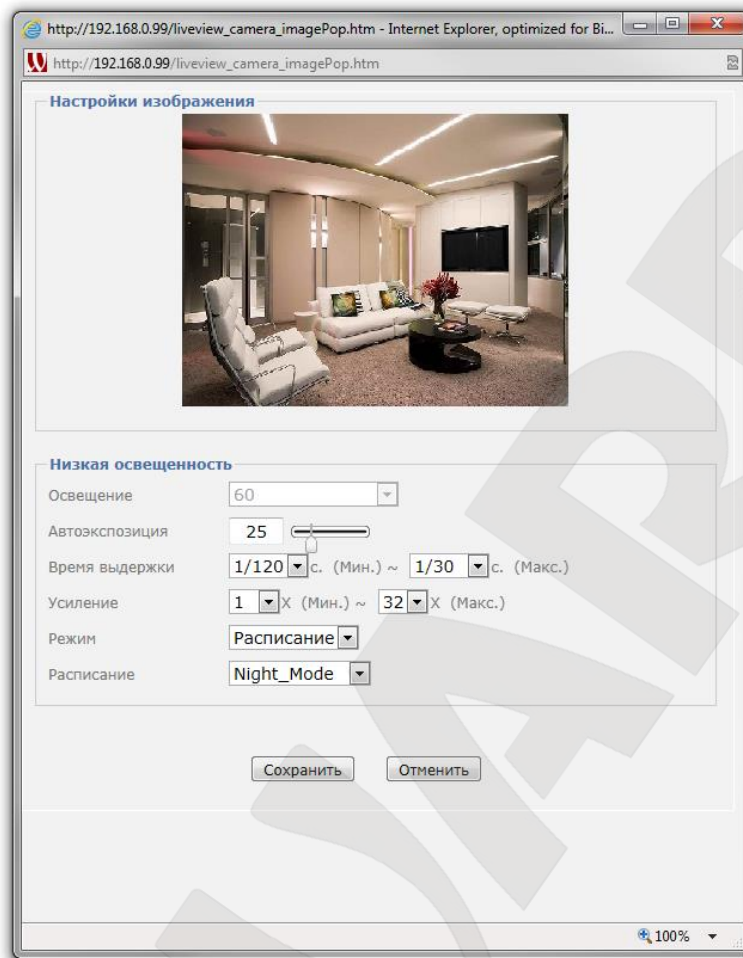 http://192.168.0.99/liveview_camera_imagePop.htm - Internet Explorer, optimized for Bi...
http://192.168.0.99/liveview_camera_imagePop.htm
Настройки изображения
Низкая освещенность
Освещение 60
Автоэкспозиция 25
Время выдержки 1/120 с. (Мин.) ~ 1/30 с. (Макс.)
Усиление 1 X (Мин.) ~ 32 X (Макс.)
Режим Расписание
Расписание Night_Mode
Сохранить Отменить
100%